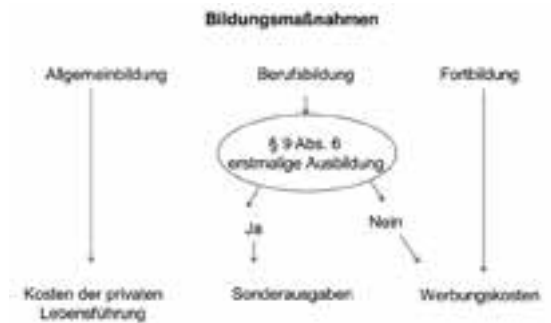 Bildungsmaßnahmen
Allgemeinbildung
Berufsbildung
Fortbildung
§ 9 Abs. 6
erstmalige Ausbildung
Ja
Nein
Kosten der privaten
Lebensführung
Sonderausgaben
Werbungskosten